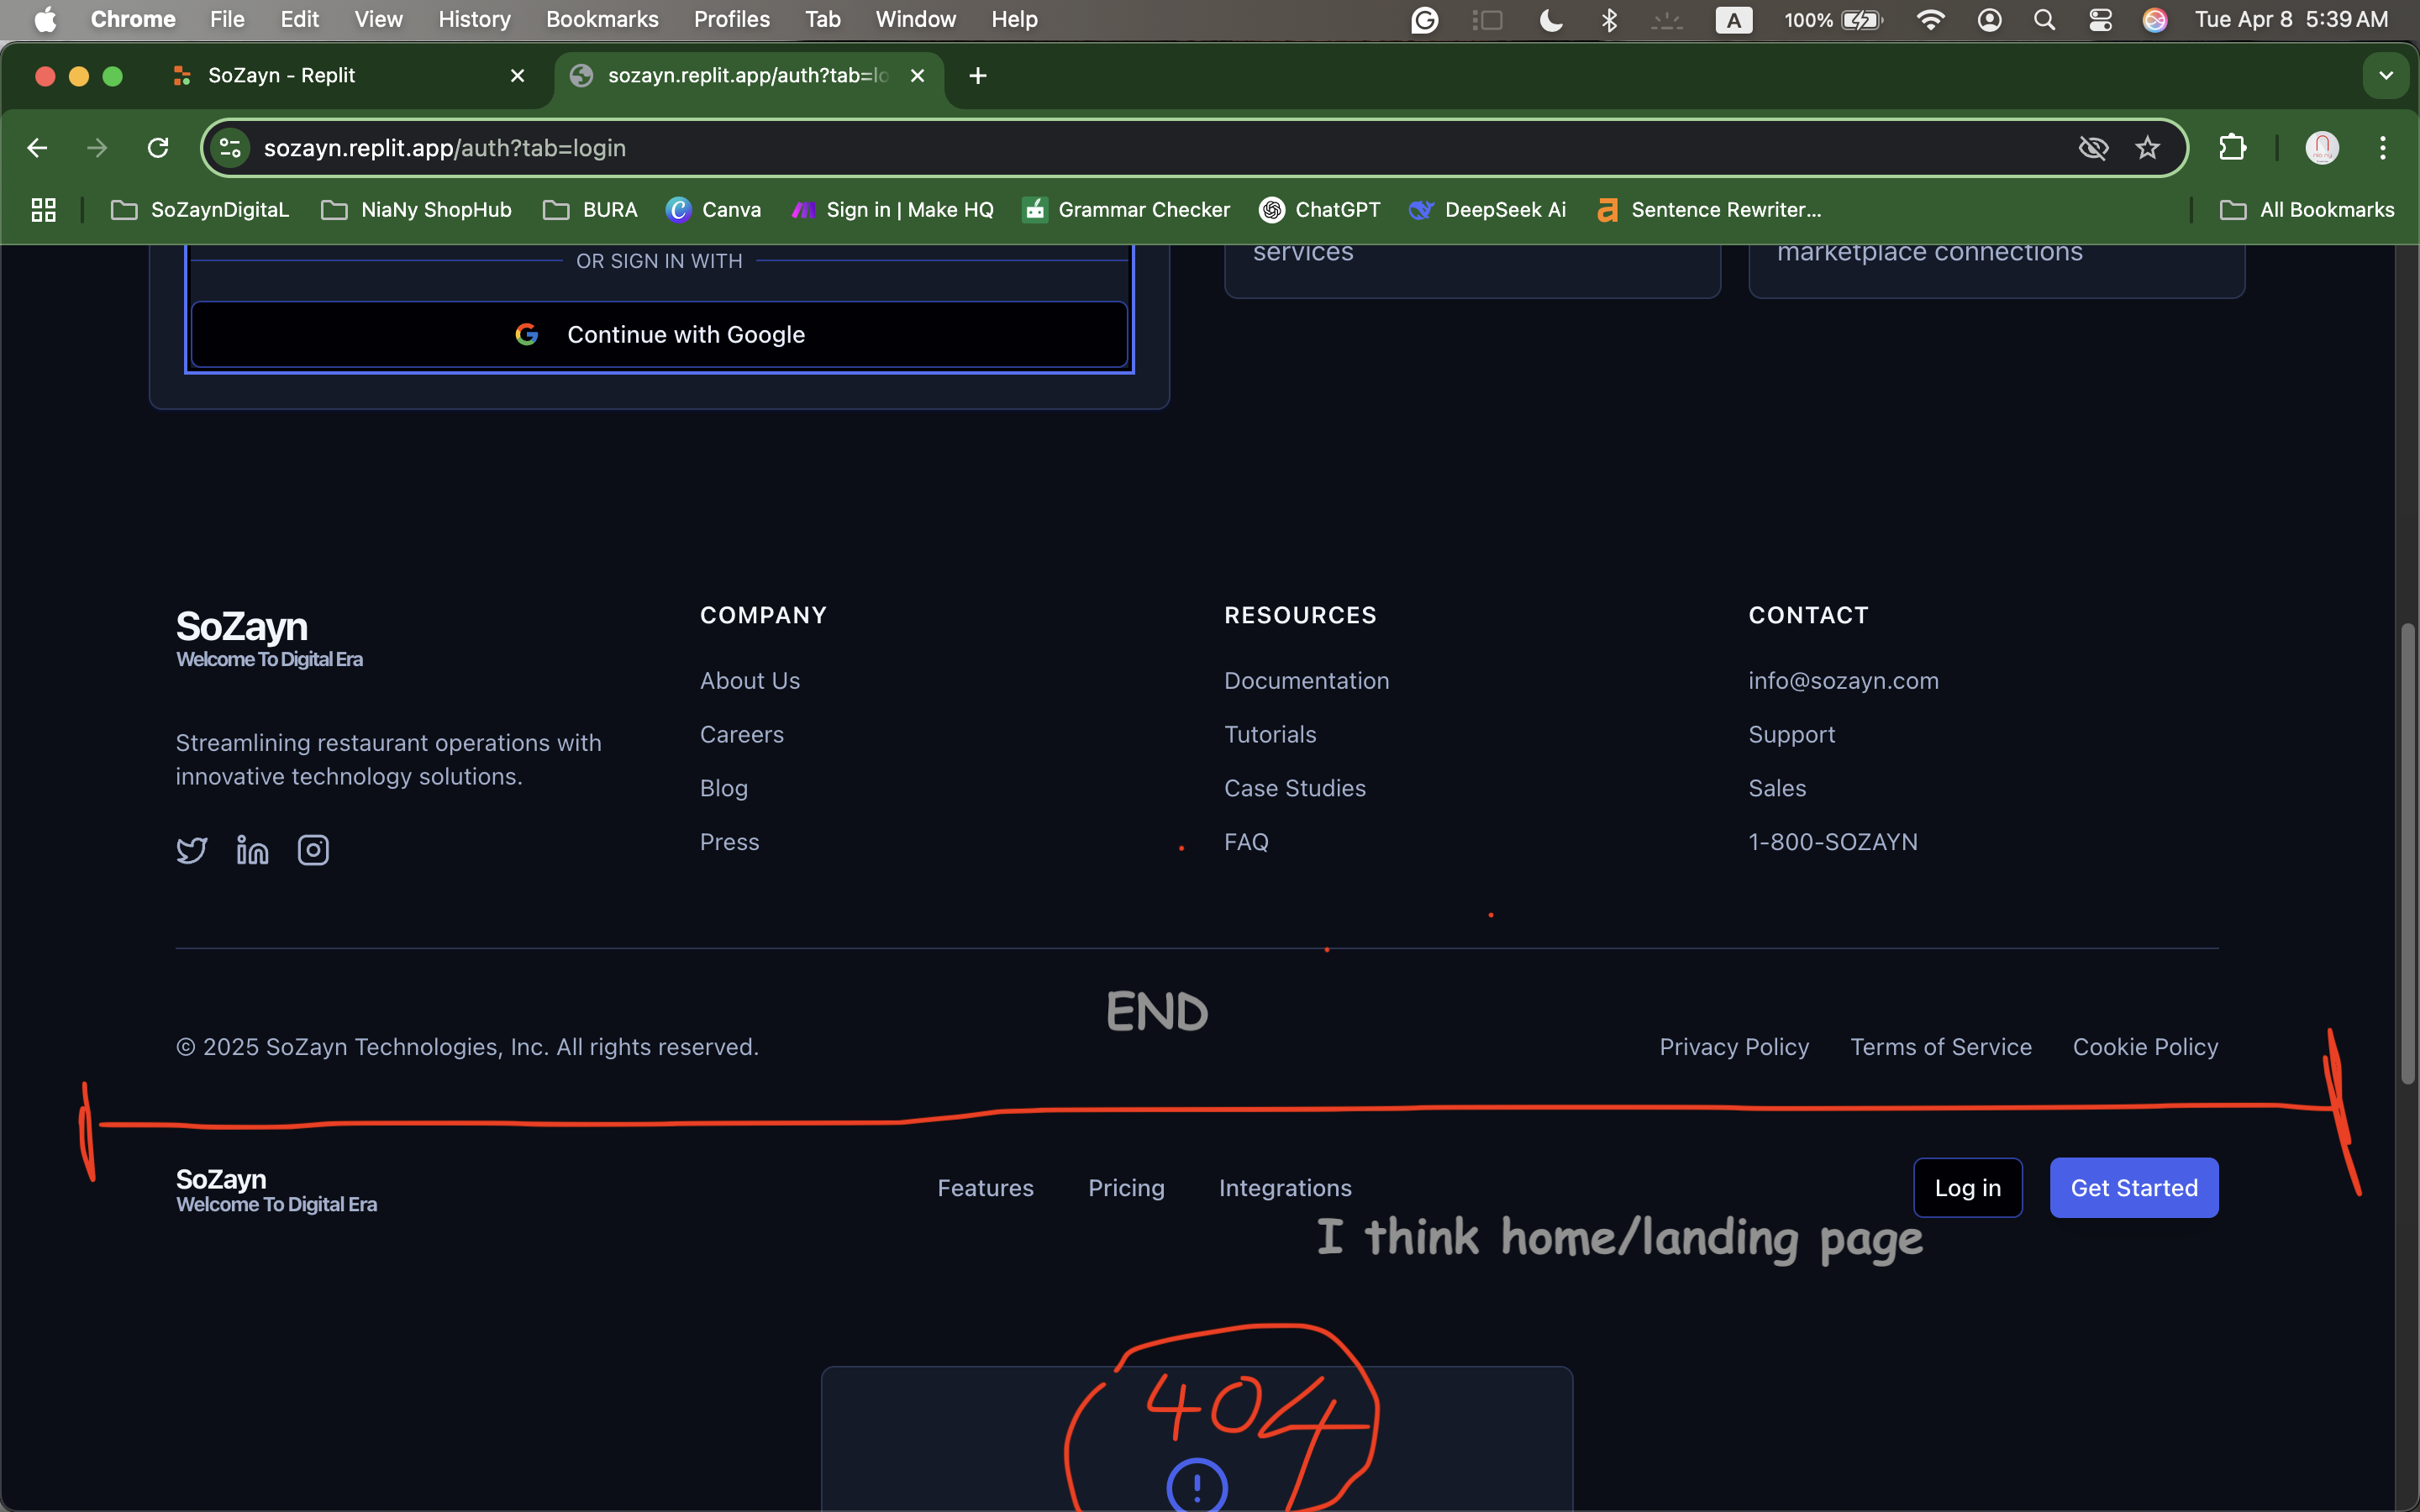 Chrome File Edit View History Bookmarks Profiles Tab Window Help A 100% Tue Apr 8 5:39 AM
SoZayn - Replit
sozayn.replit.app/auth?tab=lo
sozayn.replit.app/auth?tab=login
SoZaynDigitaL NiaNy ShopHub BURA Canva Sign in | Make HQ Grammar Checker ChatGPT DeepSeek Ai Sentence Rewriter... All Bookmarks
OR SIGN IN WITH
Continue with Google
services
marketplace connections
SoZayn
Welcome To Digital Era
Streamlining restaurant operations with
innovative technology solutions.
COMPANY
About Us
Careers
Blog
Press
RESOURCES
Documentation
Tutorials
Case Studies
FAQ
CONTACT
info@sozayn.com
Support
Sales
1-800-SOZAYN
END
© 2025 SoZayn Technologies, Inc. All rights reserved.
Privacy Policy Terms of Service Cookie Policy
SoZayn
Welcome To Digital Era
Features Pricing Integrations
Log in Get Started
I think home/landing page
404